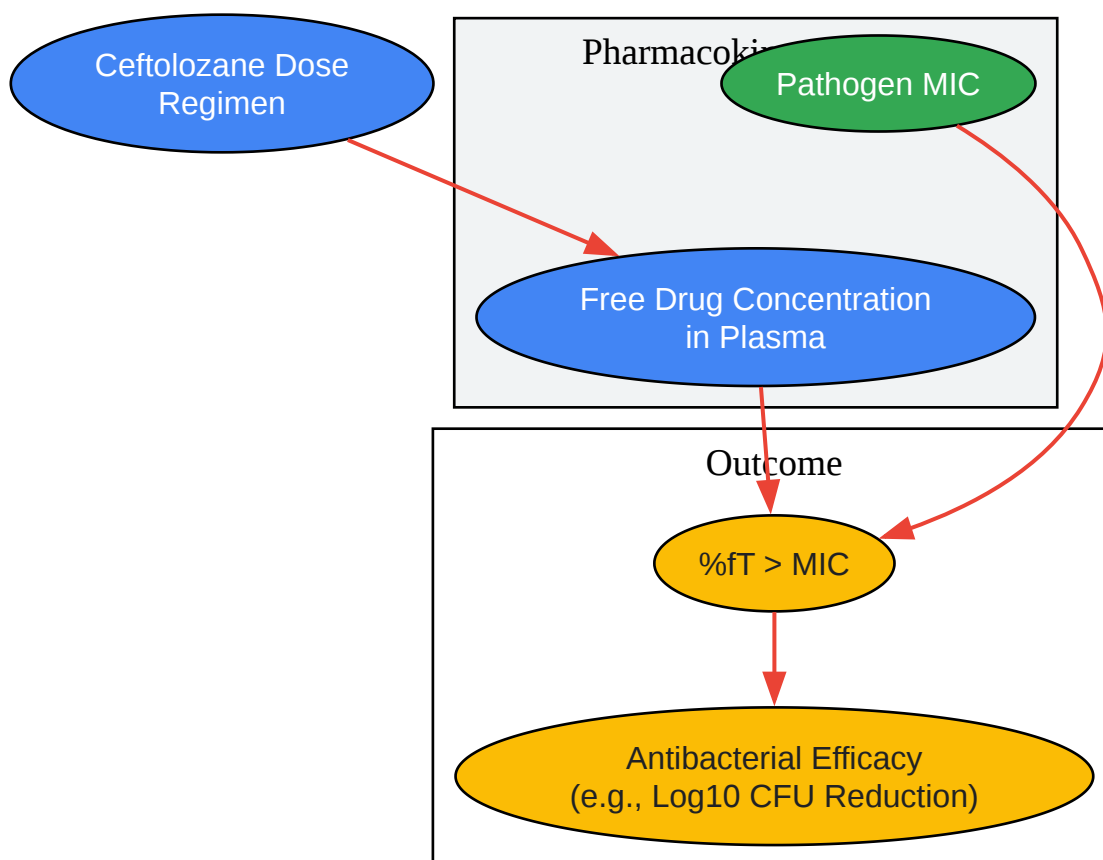 Ceftolozane Dose
Regimen
Pathogen MIC
Free Drug Concentration
in Plasma
Outcome
%fT > MIC
Antibacterial Efficacy
(e.g., Log10 CFU Reduction)